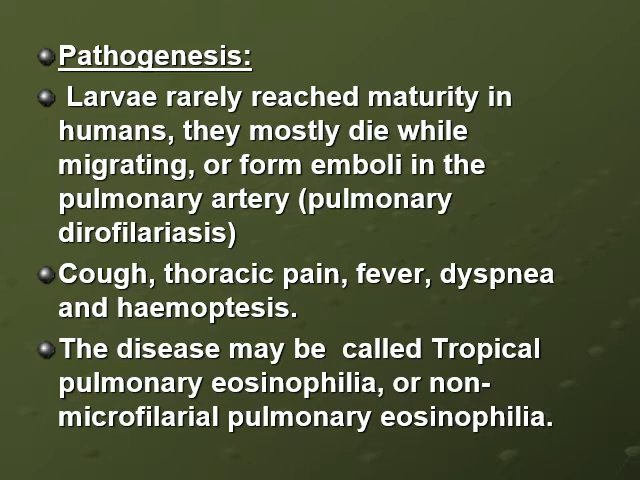 Pathogenesis:
Larvae rarely reached maturity in
humans, they mostly die while
migrating, or form emboli in the
pulmonary artery (pulmonary
dirofilariasis)
Cough, thoracic pain, fever, dyspnea
and haemoptesis.
The disease may be  called Tropical
pulmonary eosinophilia, or non-
microfilarial pulmonary eosinophilia.